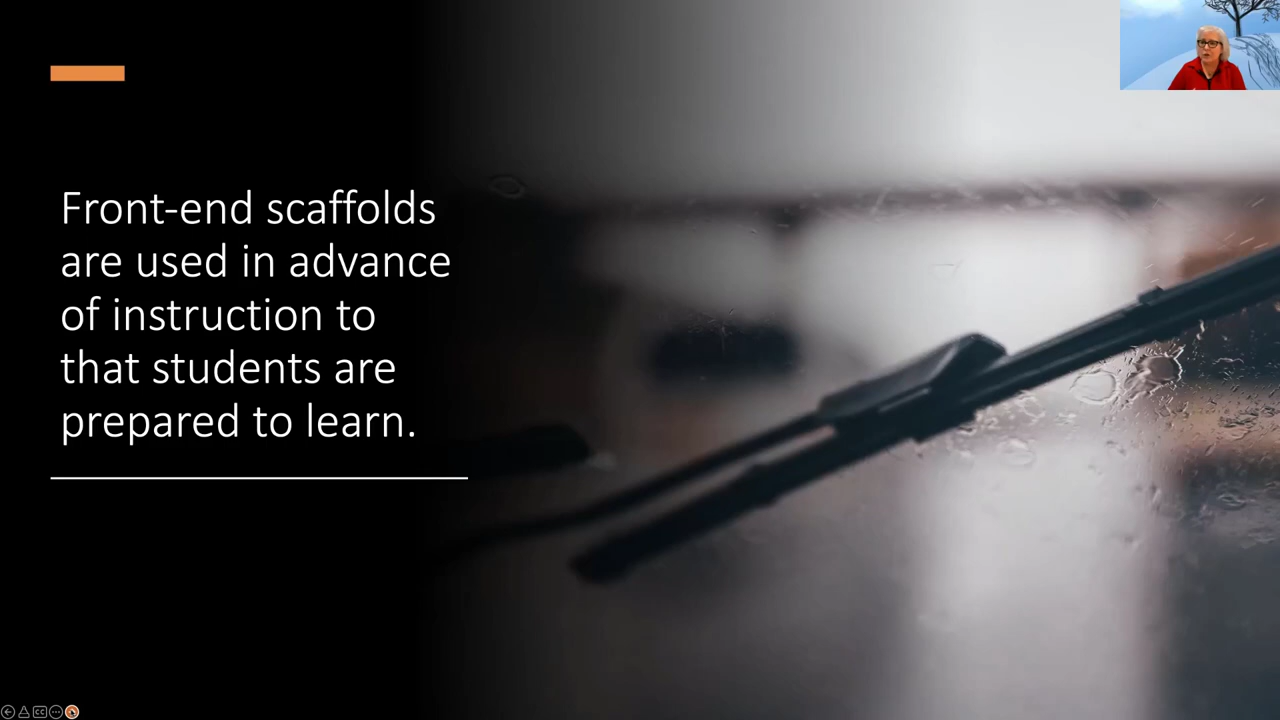 Front-end scaffolds
are used in advance
of instruction to
that students are
prepared to learn.